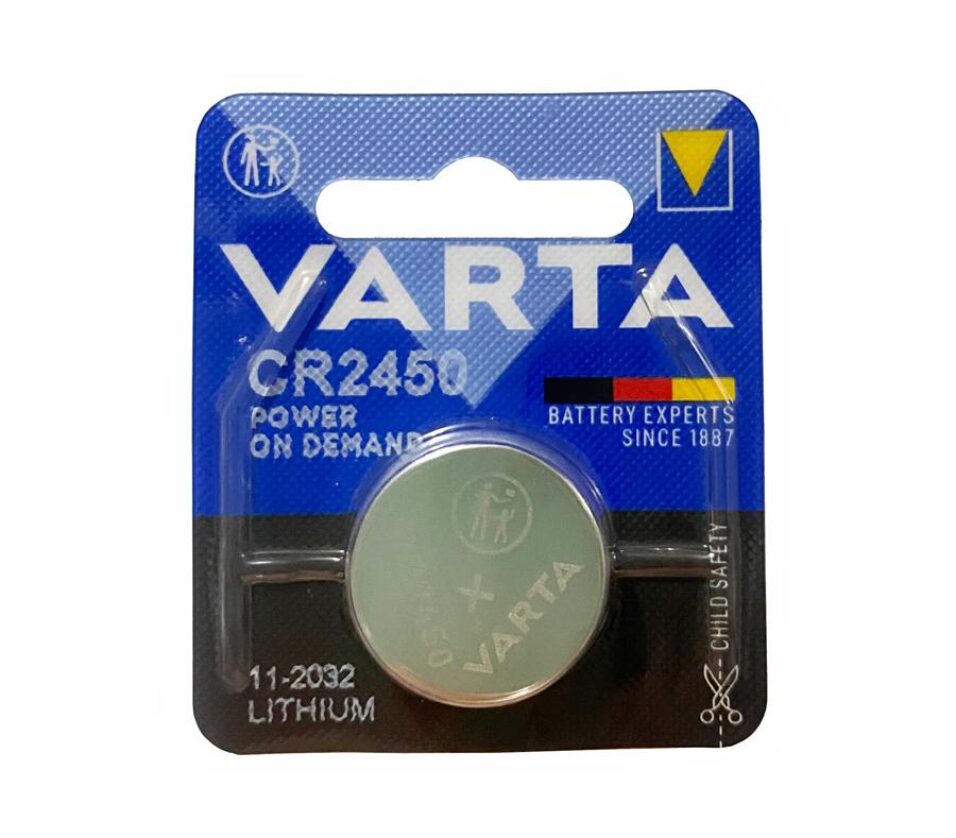 VARTA
CR2450
POWER
ON DEMAND
BATTERY EXPERTS
SINCE 1887
VARTA
CHILD SAFETY
11-2032
LITHIUM